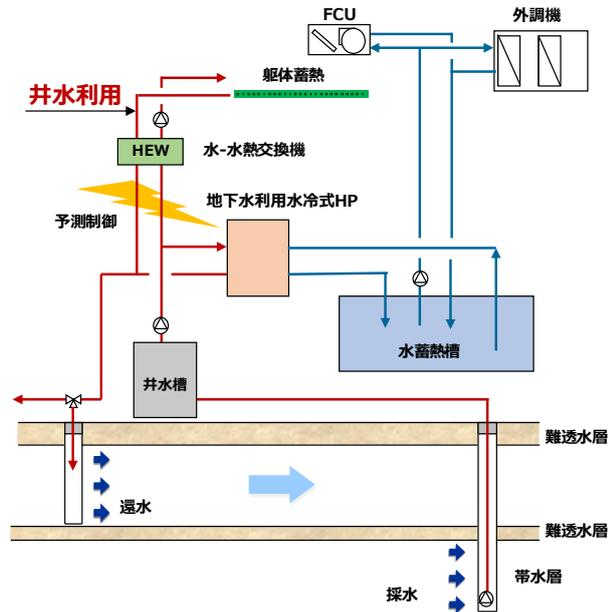 FCU
外調機
躯体蓄熱
井水利用
HEW
水-水熱交換機
地下水利用水冷式HP
予測制御
水蓄熱槽
井水槽
難透水層
還水
難透水層
帯水層
採水